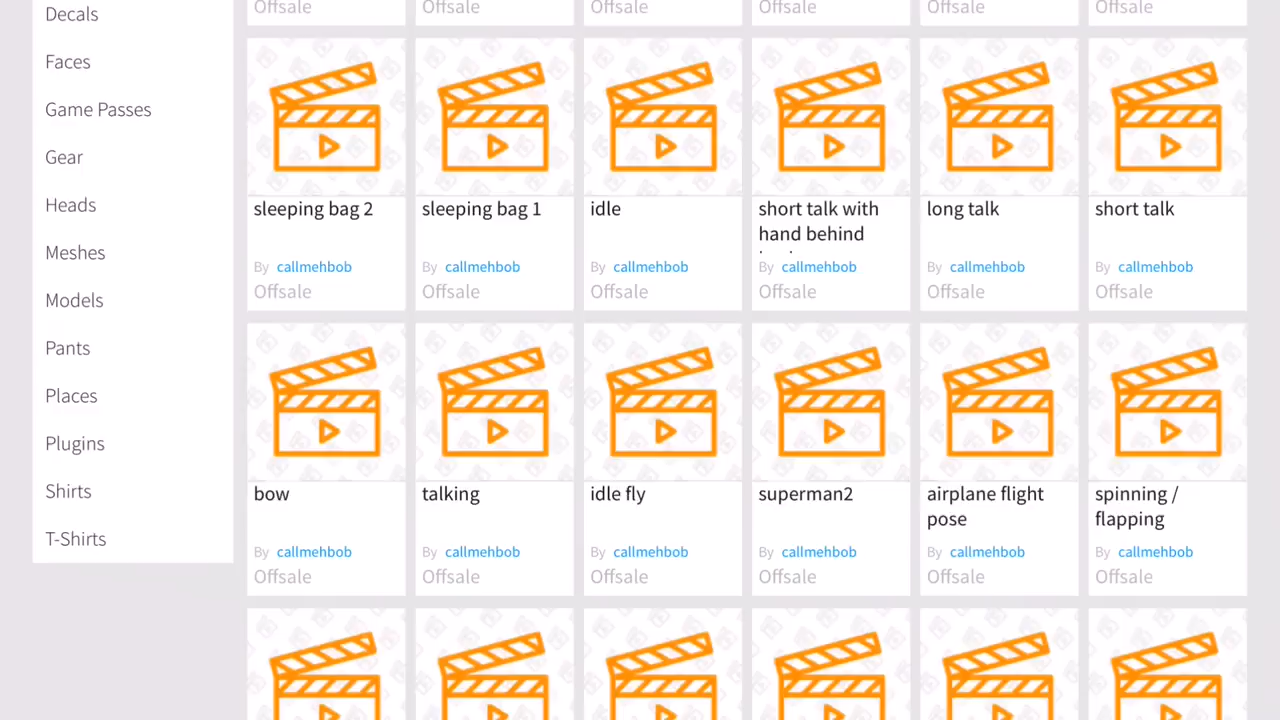 Decals
Faces
Game Passes
Gear
Heads
Meshes
Models
Pants
Places
Plugins
Shirts
T-Shirts
Offsale Offsale Offsale Offsale Offsale Offsale
sleeping bag 2
By callmehbob
Offsale
sleeping bag 1
By callmehbob
Offsale
idle
By callmehbob
Offsale
short talk with
hand behind
By callmehbob
Offsale
long talk
By callmehbob
Offsale
short talk
By callmehbob
Offsale
bow
By callmehbob
Offsale
talking
By callmehbob
Offsale
idle fly
By callmehbob
Offsale
superman2
By callmehbob
Offsale
airplane flight
pose
By callmehbob
Offsale
spinning /
flapping
By callmehbob
Offsale